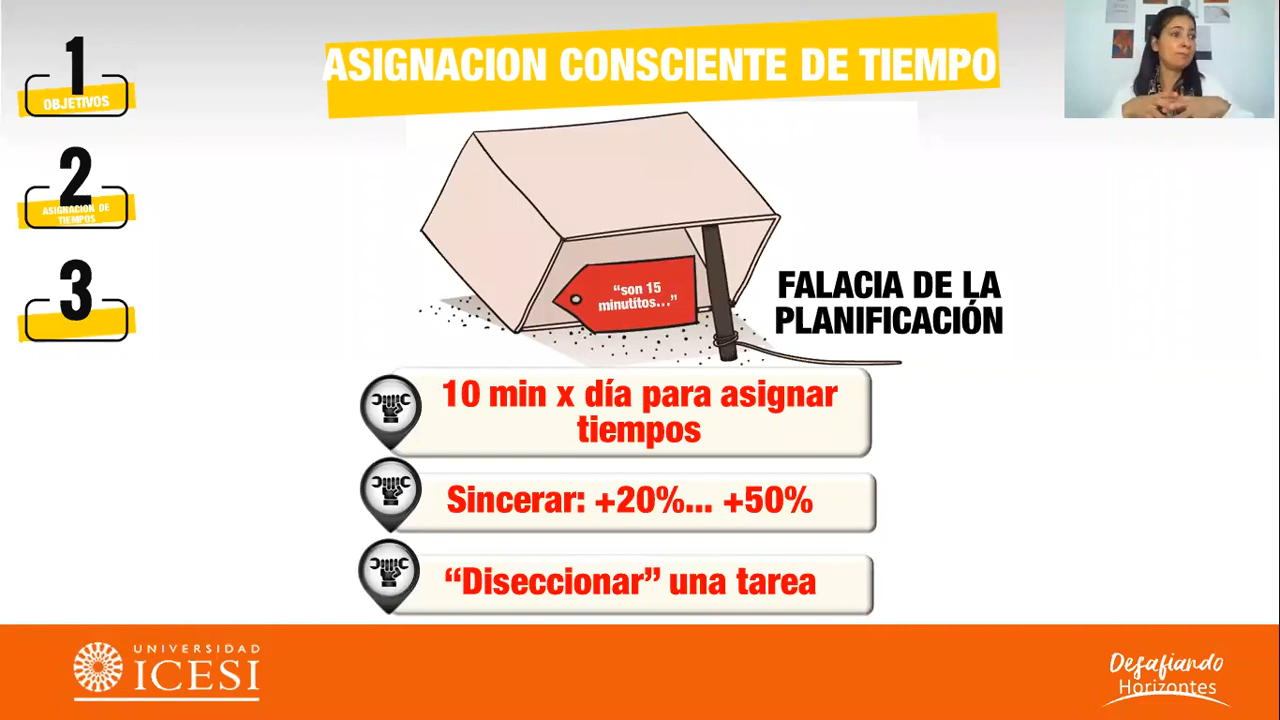 1
OBJETIVOS
2
ASIGNACION DE
TIEMPOS
3
ASIGNACION CONSCIENTE DE TIEMPO
“son 15
minutitos...”
FALACIA DE LA
PLANIFICACIÓN
10 min x día para asignar
tiempos
Sincerar: +20%... +50%
“Diseccionar” una tarea
UNIVERSIDAD
ICESI
Desafiando
Horizontes